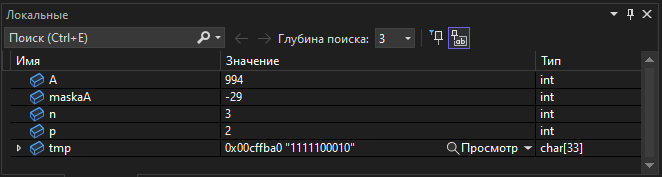 Локальные
Поиск (Ctrl+E) Глубина поиска: 3
Имя Значение Тип
A 994 int
maskaA -29 int
n 3 int
p 2 int
tmp 0x00cffba0 "1111100010" Просмотр char[33]